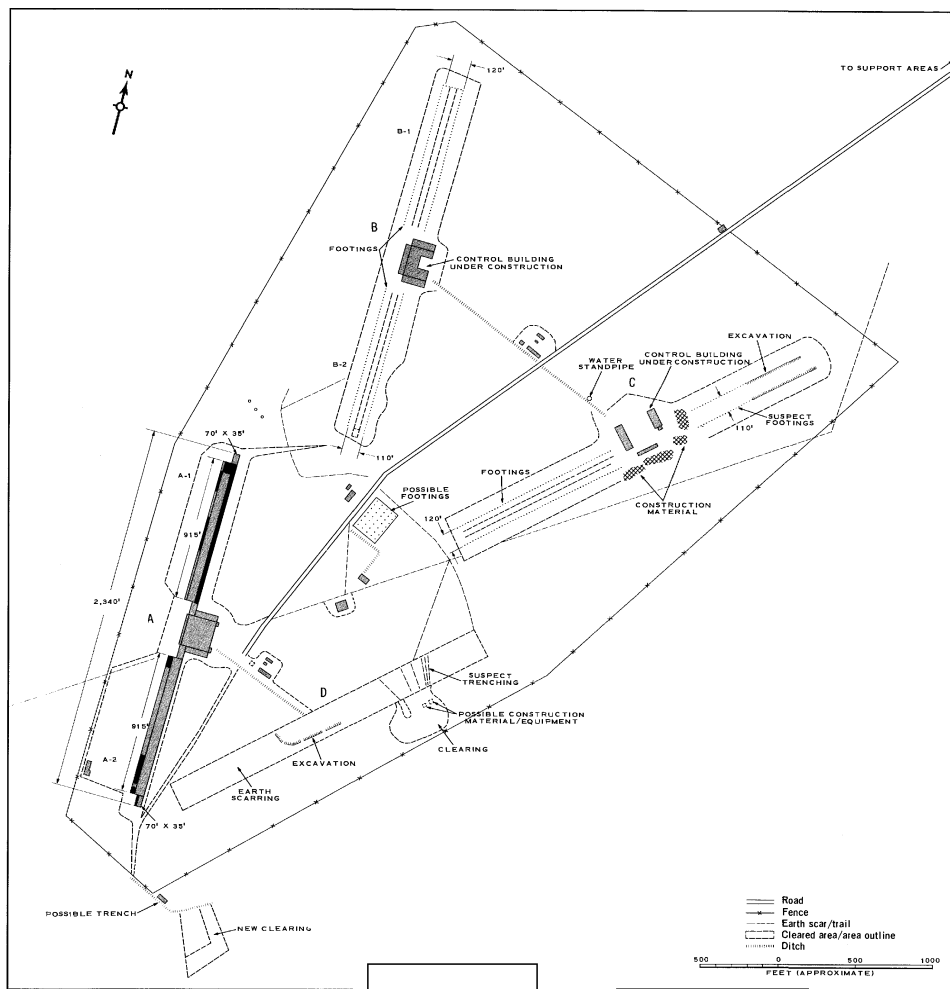 120'
TO SUPPORT AREAS
N
B-1
B
FOOTINGS
CONTROL BUILDING
UNDER CONSTRUCTION
EXCAVATION
WATER
STANDPIPE
CONTROL BUILDING
UNDER CONSTRUCTION
B-2
C
SUSPECT
FOOTINGS
110'
70' X 35'
110'
A-1
FOOTINGS
POSSIBLE
FOOTINGS
CONSTRUCTION
MATERIAL
120'
915'
2,340'
A
SUSPECT
TRENCHING
D
POSSIBLE CONSTRUCTION
MATERIAL/EQUIPMENT
915'
CLEARING
EXCAVATION
A-2
EARTH
SCARRING
70' X 35'
POSSIBLE TRENCH
NEW CLEARING
Road
Fence
Earth scar/trail
Cleared area/area outline
Ditch
500 0 500 1000
FEET (APPROXIMATE)